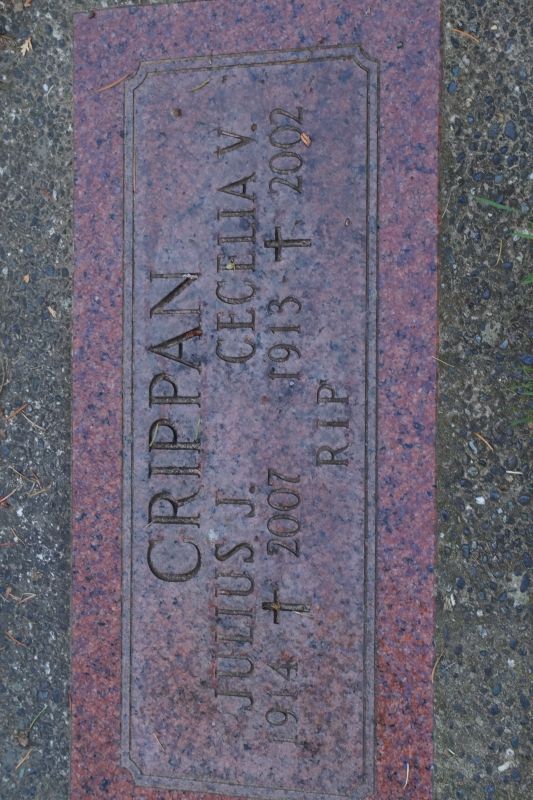 CRIPPAN
JULIUS J. CECELIA V.
1914 ✝ 2007 1913 ✝ 2002
R.I.P.